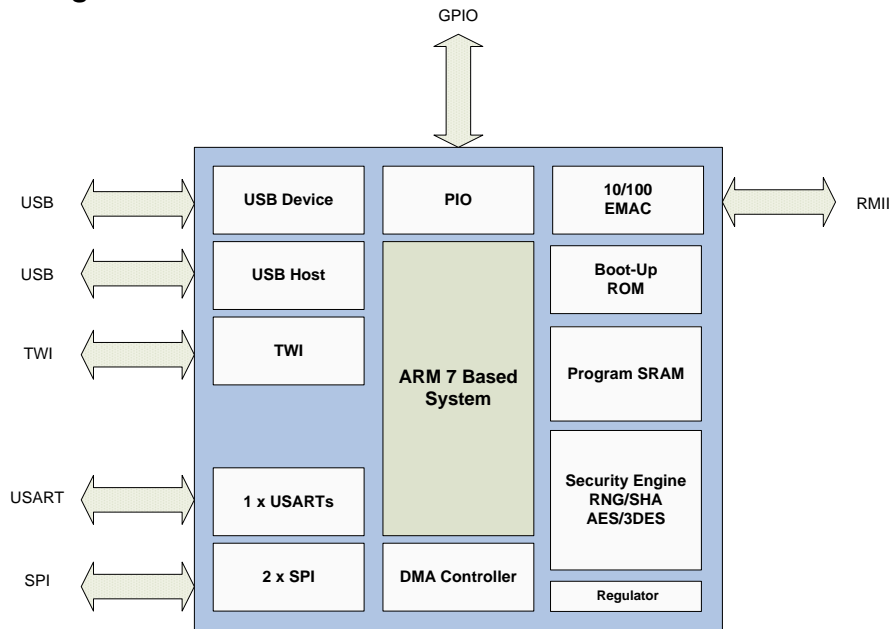 GPIO
USB
USB Device
PIO
10/100
EMAC
RMII
USB
USB Host
Boot-Up
ROM
TWI
TWI
ARM 7 Based
System
Program SRAM
Security Engine
RNG/SHA
AES/3DES
USART
1 x USARTs
SPI
2 x SPI
DMA Controller
Regulator